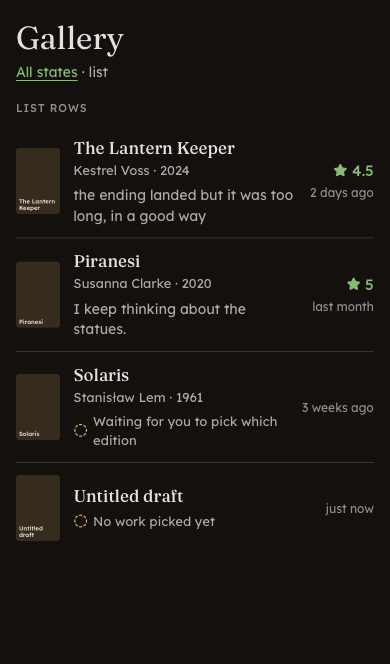 Gallery
All states · list
LIST ROWS
The Lantern Keeper
The Lantern
Keeper
Kestrel Voss · 2024
the ending landed but it was too
long, in a good way
4.5
2 days ago
Piranesi
Piranesi
Susanna Clarke · 2020
I keep thinking about the
statues.
5
last month
Solaris
Solaris
Stanisław Lem · 1961
Waiting for you to pick which
edition
3 weeks ago
Untitled
draft
Untitled draft
No work picked yet
just now